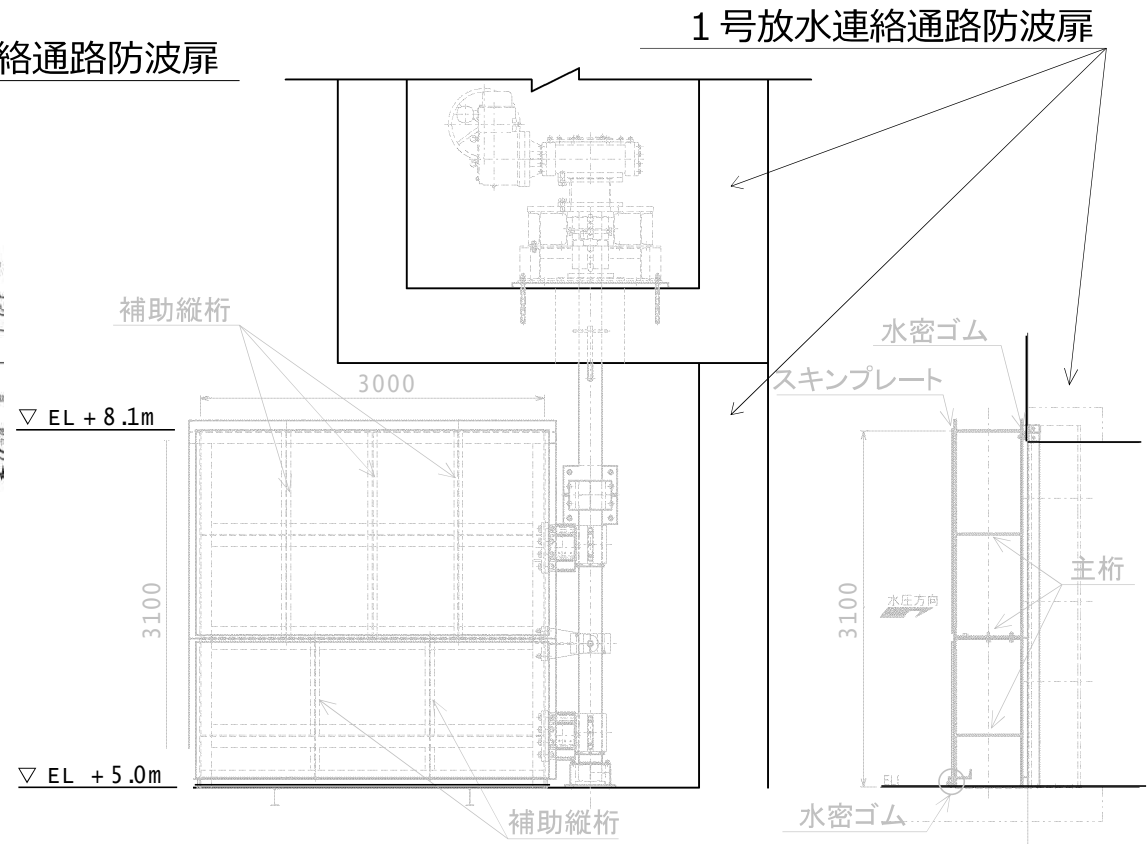 絡通路防波扉
1号放水連絡通路防波扉
補助縦桁
3000
水密ゴム
スキンプレート
▽ EL +8.1m
3100
主桁
水圧方向
3100
▽ EL +5.0m
水密ゴム
補助縦桁